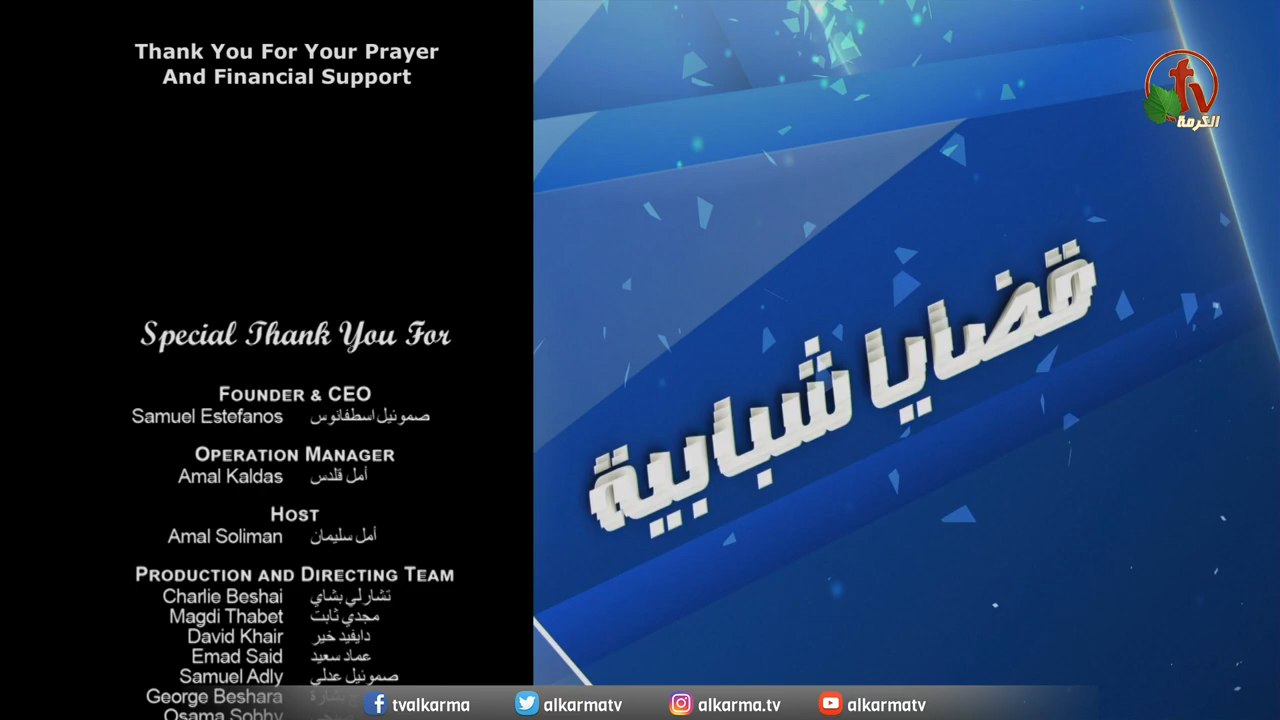 Thank You For Your Prayer
And Financial Support
Special Thank You For
FOUNDER & CEO
Samuel Estefanos صموئيل اسطفانوس
OPERATION MANAGER
Amal Kaldas أمل قلدس
HOST
Amal Soliman أمل سليمان
PRODUCTION AND DIRECTING TEAM
Charlie Beshai تشارلي بشاي
Magdi Thabet مجدي ثابت
David Khair دايفيد خير
Emad Said عماد سعيد
Samuel Adly صموئيل عدلي
George Beshara بشارة
Osama Sobhy
tv
الكرمة
قضايا شبابية
tvalkarma alkarmatv alkarma.tv alkarmatv